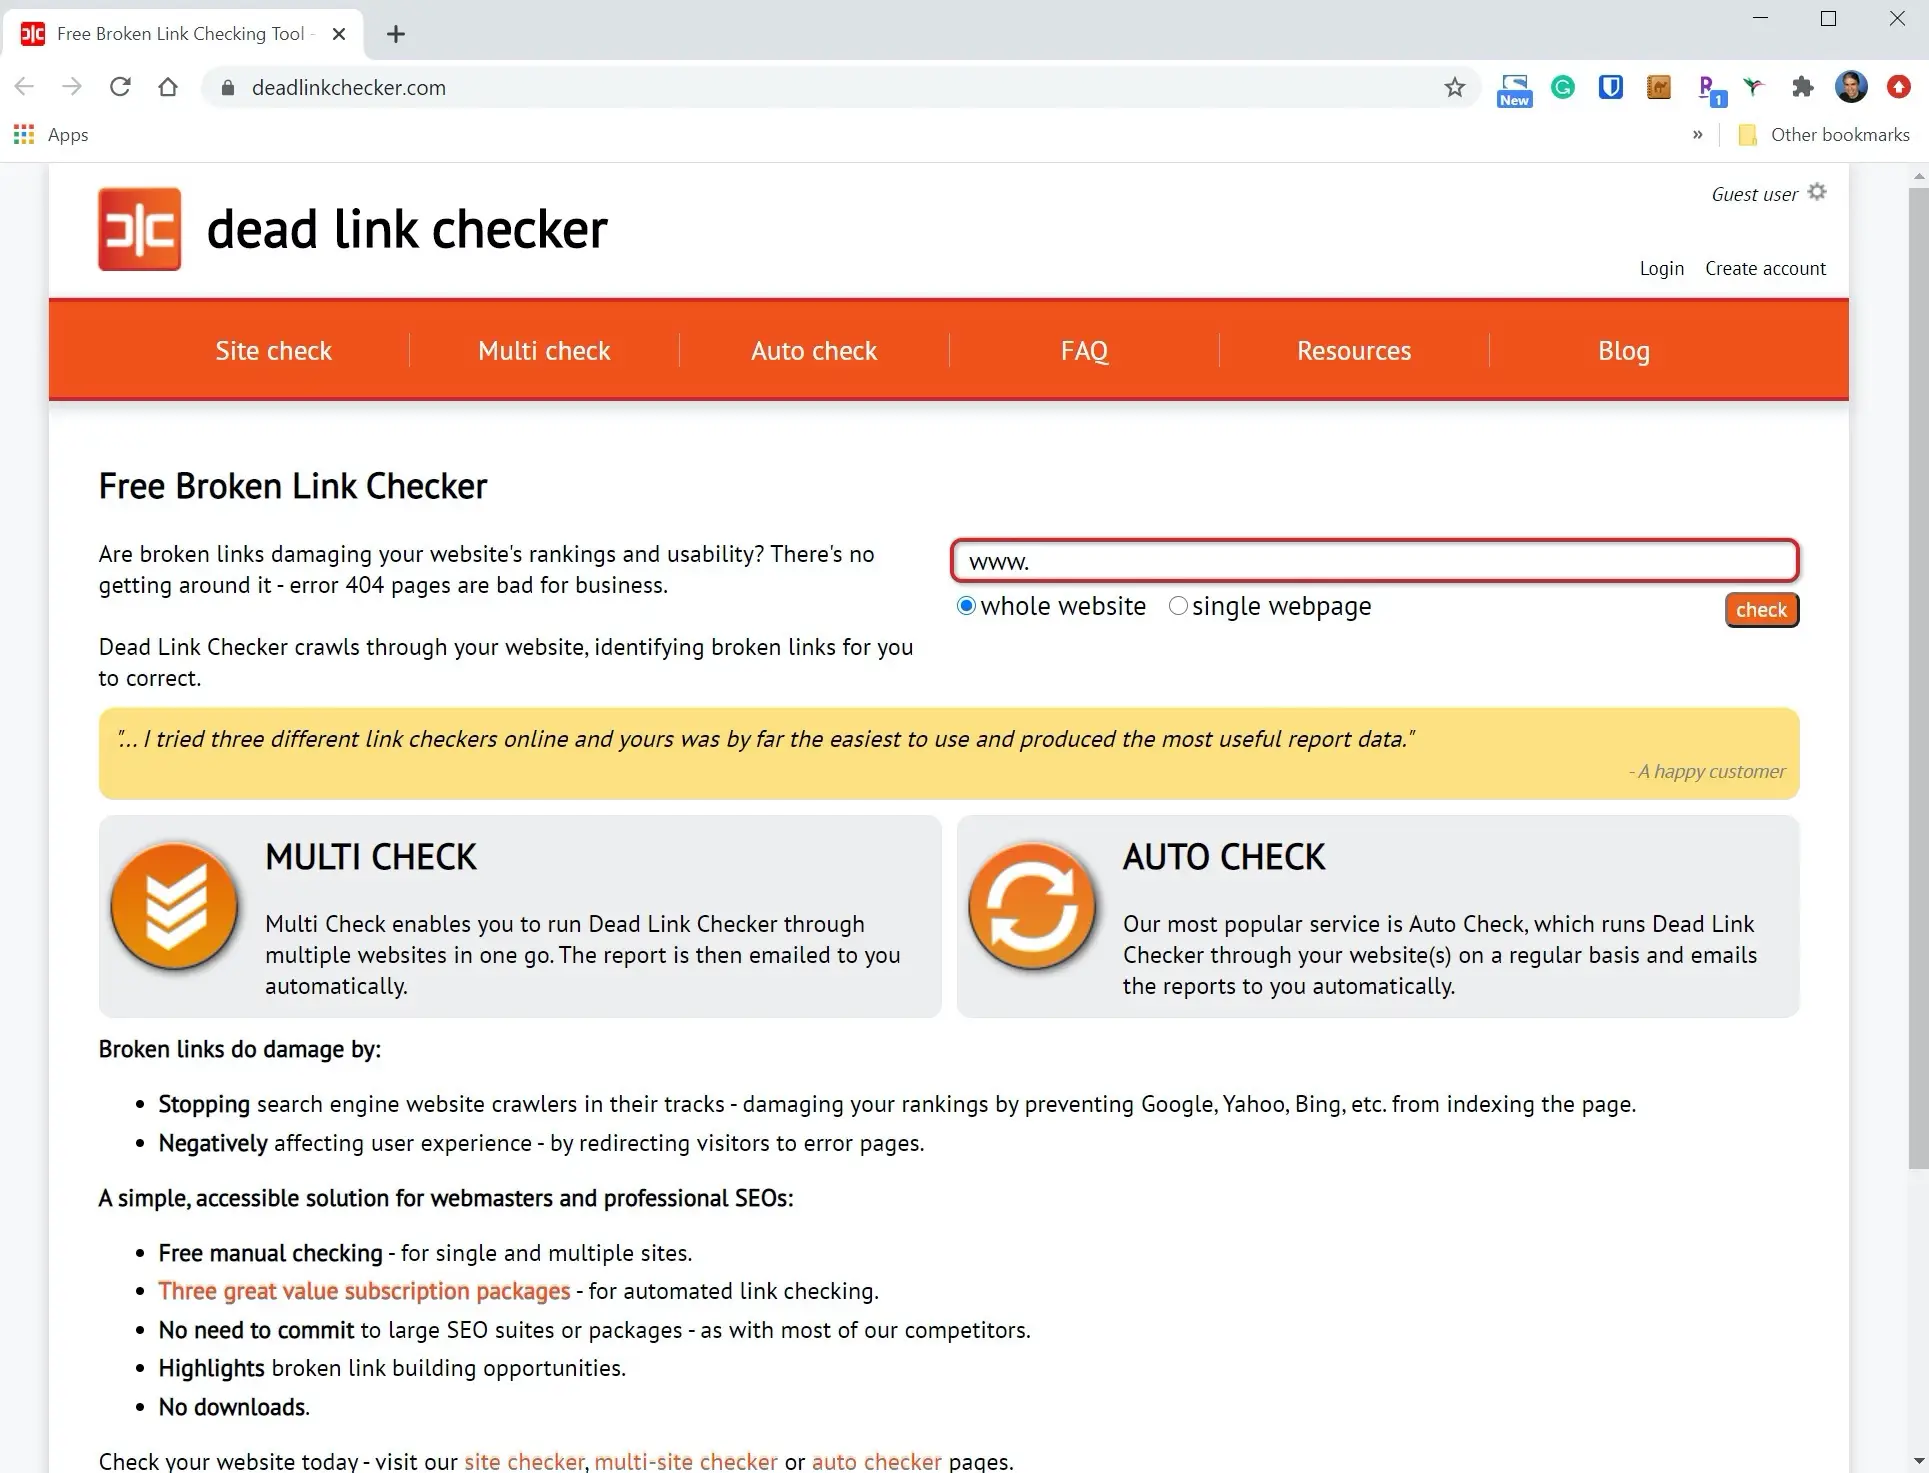 Free Broken Link Checking Tool -
deadlinkchecker.com
New
1
Apps
»
Other bookmarks
dead link checker
Guest user
Login Create account
Site check Multi check Auto check FAQ Resources Blog
Free Broken Link Checker
Are broken links damaging your website's rankings and usability? There's no
getting around it - error 404 pages are bad for business.
Dead Link Checker crawls through your website, identifying broken links for you
to correct.
www.
whole website single webpage
check
"... I tried three different link checkers online and yours was by far the easiest to use and produced the most useful report data."
- A happy customer
MULTI CHECK
Multi Check enables you to run Dead Link Checker through
multiple websites in one go. The report is then emailed to you
automatically.
AUTO CHECK
Our most popular service is Auto Check, which runs Dead Link
Checker through your website(s) on a regular basis and emails
the reports to you automatically.
Broken links do damage by:
• Stopping search engine website crawlers in their tracks - damaging your rankings by preventing Google, Yahoo, Bing, etc. from indexing the page.
• Negatively affecting user experience - by redirecting visitors to error pages.
A simple, accessible solution for webmasters and professional SEOs:
• Free manual checking - for single and multiple sites.
• Three great value subscription packages - for automated link checking.
• No need to commit to large SEO suites or packages - as with most of our competitors.
• Highlights broken link building opportunities.
• No downloads.
Check your website today - visit our site checker, multi-site checker or auto checker pages.